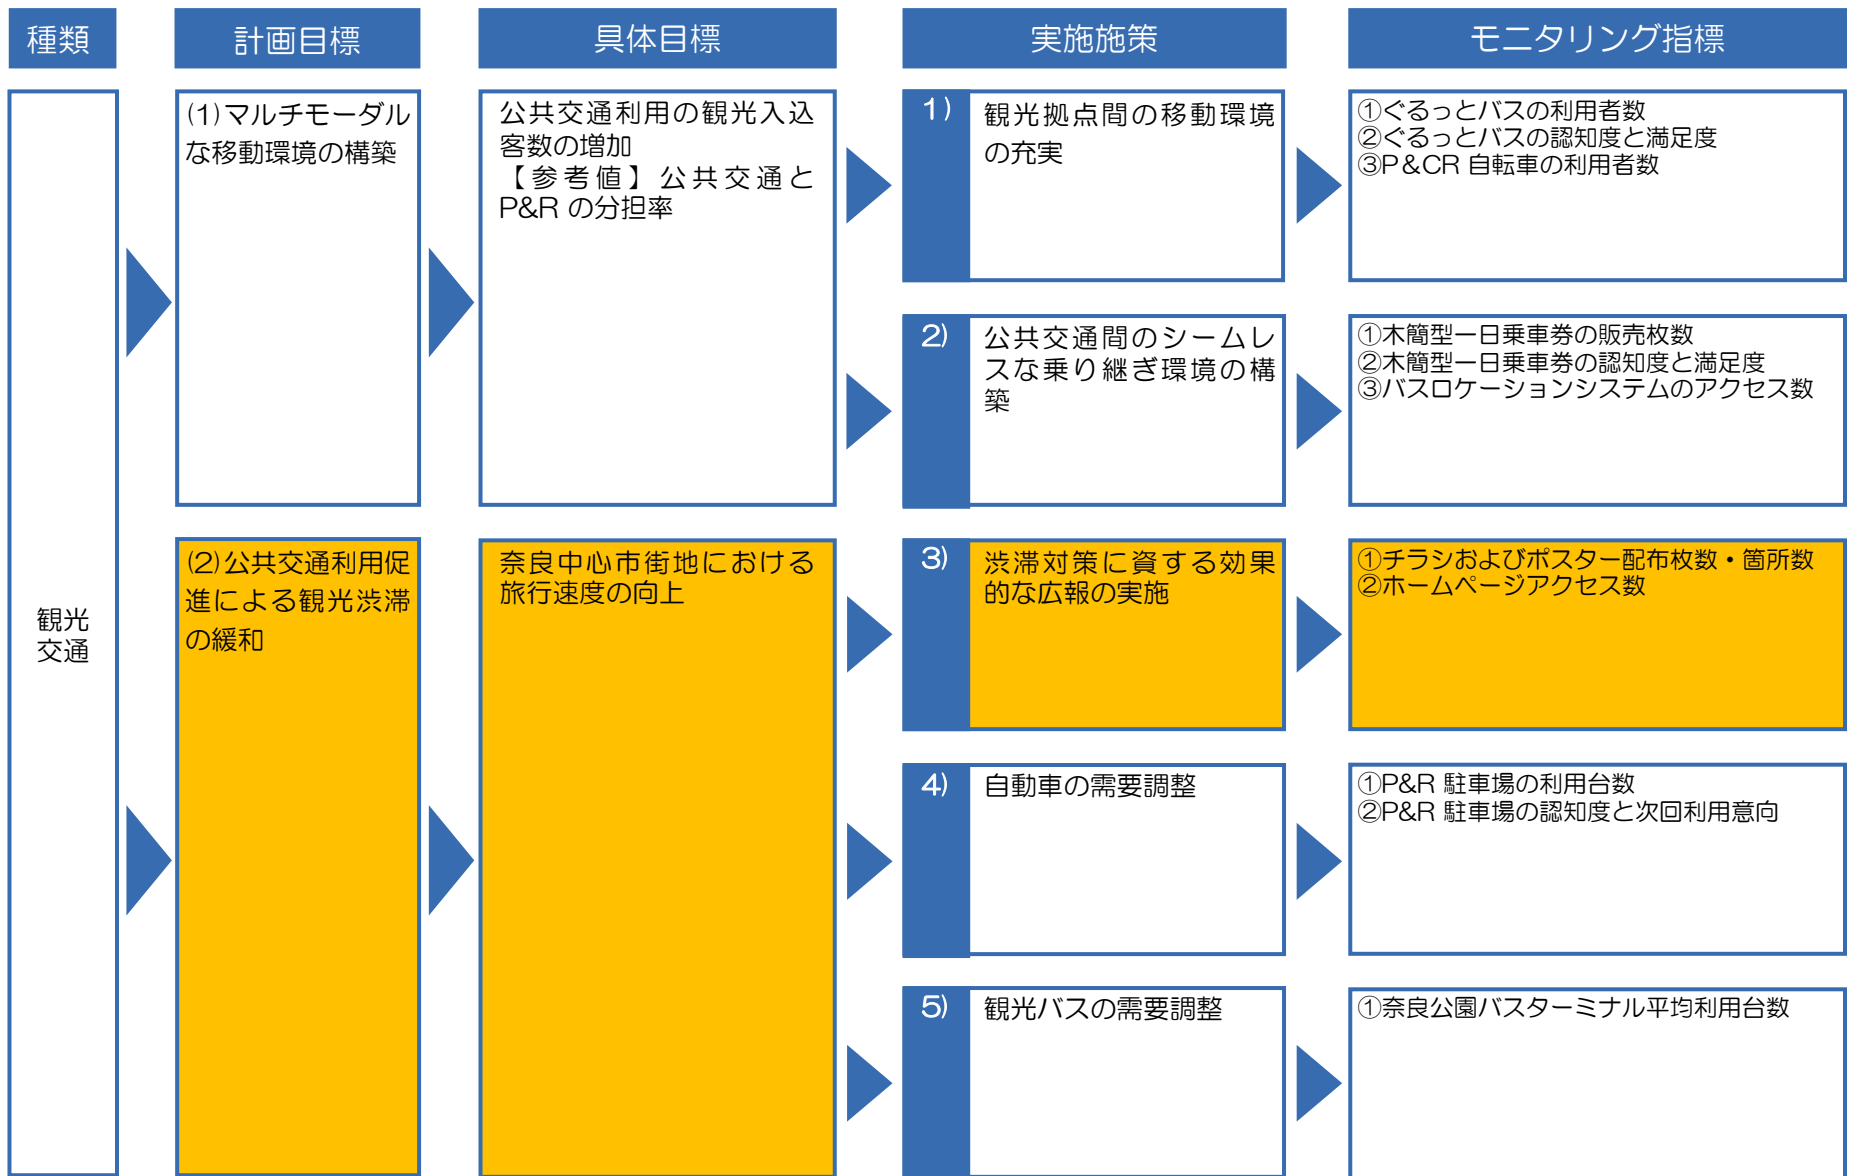 種類
計画目標
具体目標
実施施策
モニタリング指標
観光
交通
(1)マルチモーダル
な移動環境の構築
公共交通利用の観光入込
客数の増加
【参考値】公共交通と
P&R の分担率
1)
観光拠点間の移動環境
の充実
①ぐるっとバスの利用者数
②ぐるっとバスの認知度と満足度
③P&CR 自転車の利用者数
2)
公共交通間のシームレ
スな乗り継ぎ環境の構
築
①木簡型一日乗車券の販売枚数
②木簡型一日乗車券の認知度と満足度
③バスロケーションシステムのアクセス数
(2)公共交通利用促
進による観光渋滞
の緩和
奈良中心市街地における
旅行速度の向上
3)
渋滞対策に資する効果
的な広報の実施
①チラシおよびポスター配布枚数・箇所数
②ホームページアクセス数
4)
自動車の需要調整
①P&R 駐車場の利用台数
②P&R 駐車場の認知度と次回利用意向
5)
観光バスの需要調整
①奈良公園バスターミナル平均利用台数